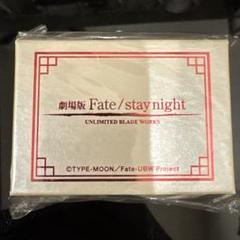 劇場版 Fate/stay night
UNLIMITED BLADE WORKS
©TYPE-MOON／Fate-UBW Project